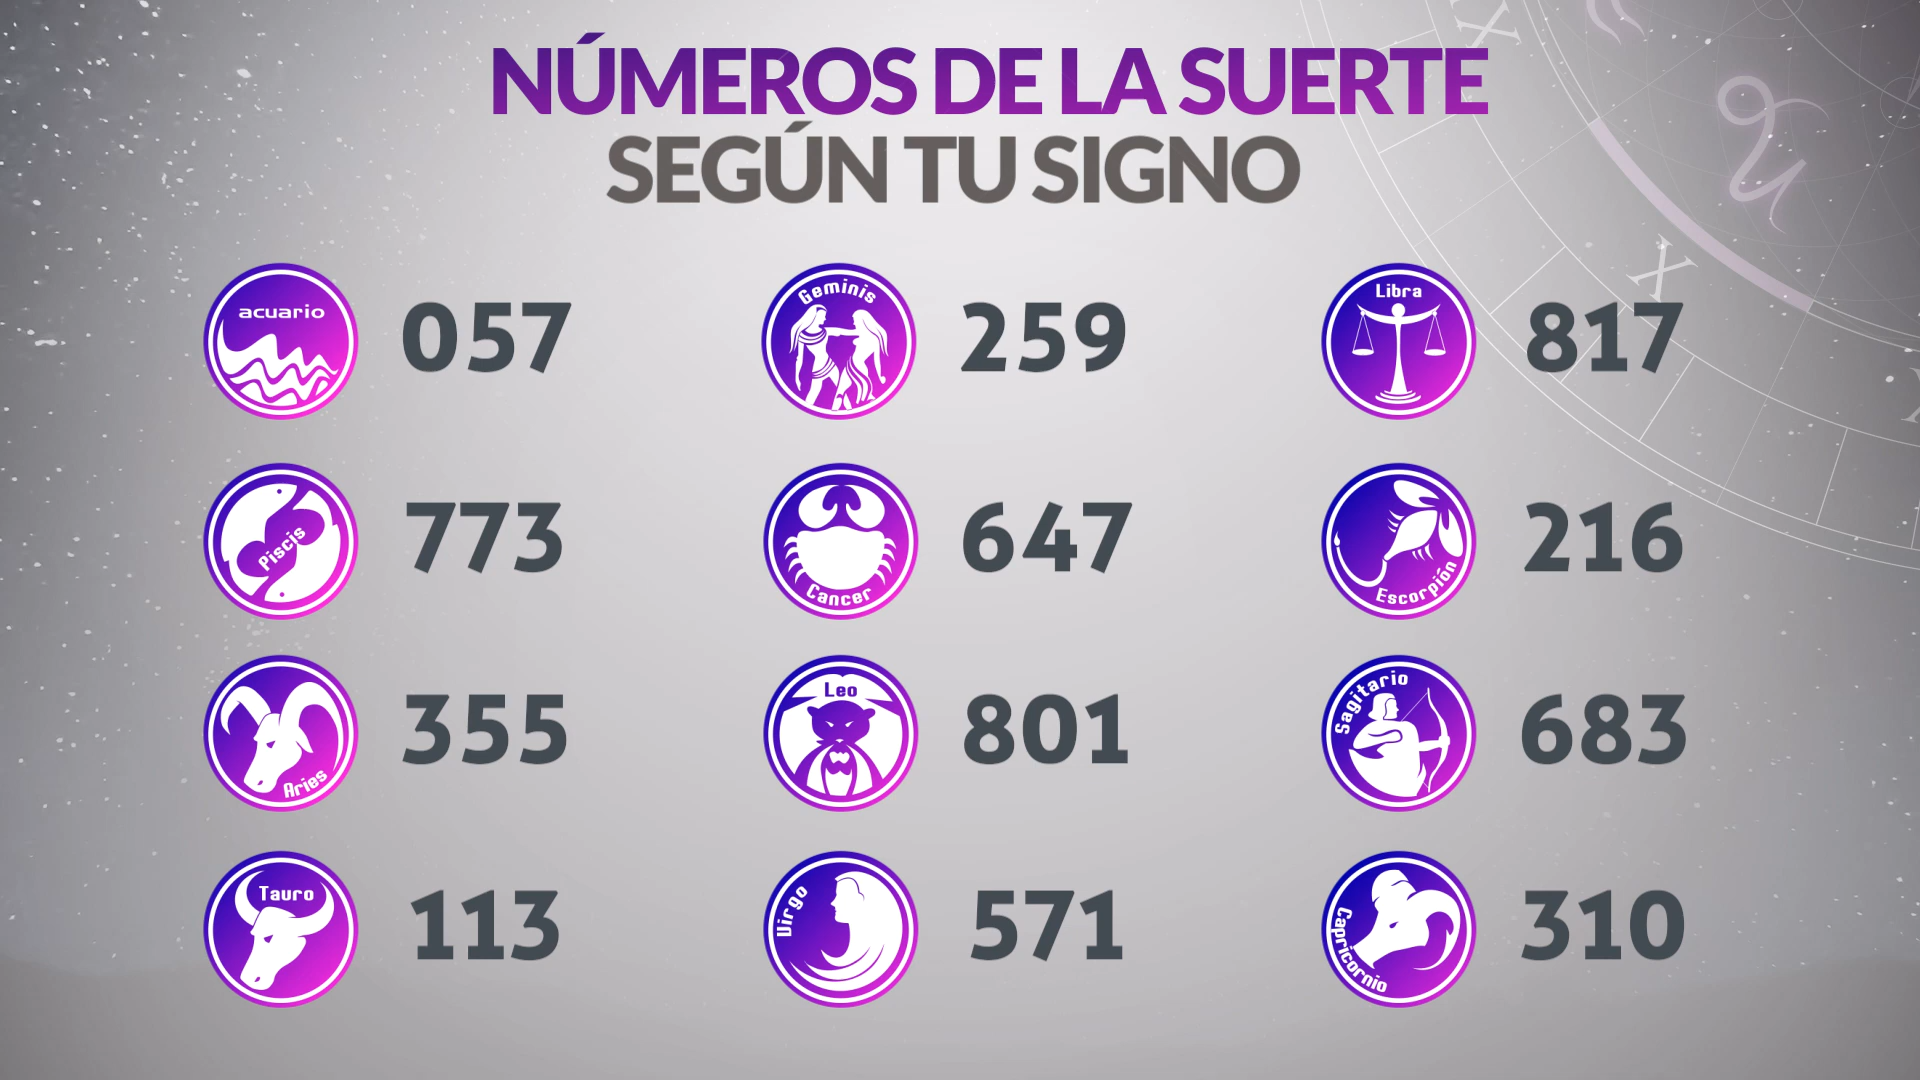 NÚMEROS DE LA SUERTE
SEGÚN TU SIGNO
acuario 057
Geminis 259
Libra 817
Piscis 773
Cancer 647
Escorpión 216
Aries 355
Leo 801
Sagitario 683
Tauro 113
Virgo 571
Capricornio 310